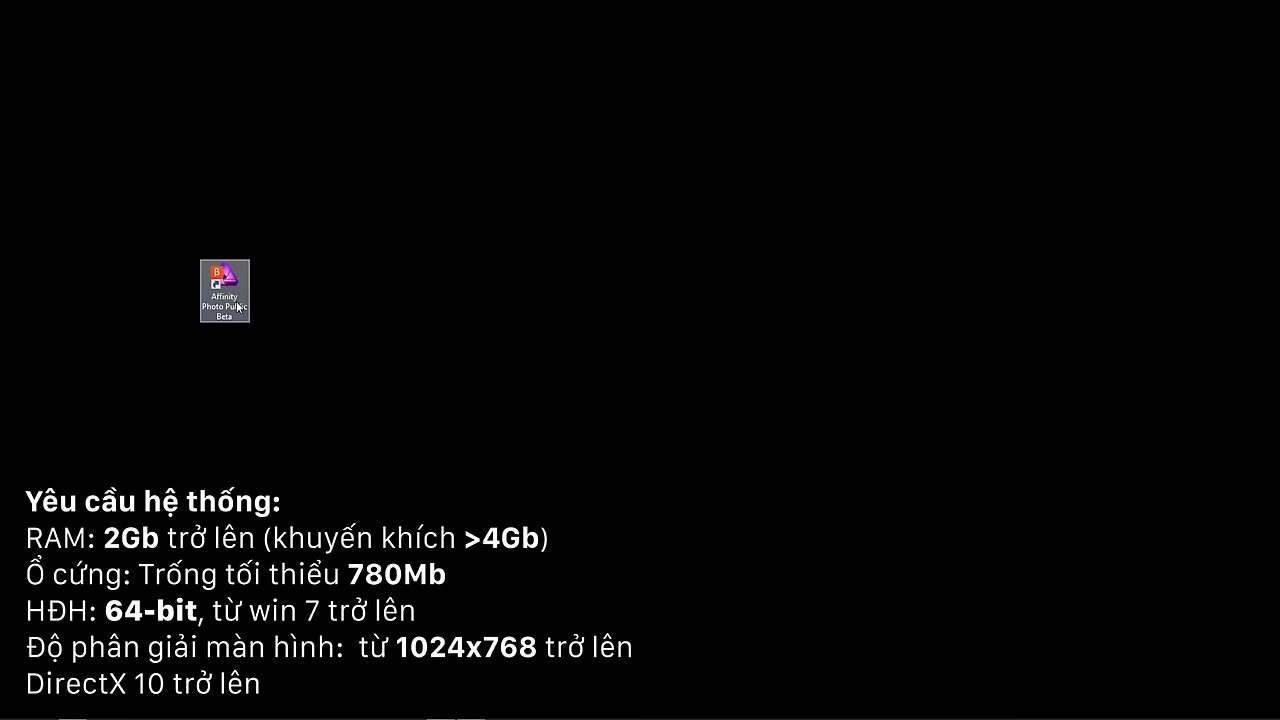 β
Affinity
Photo Public
Beta
Yêu cầu hệ thống:
RAM: 2Gb trở lên (khuyến khích >4Gb)
Ổ cứng: Trống tối thiểu 780Mb
HĐH: 64-bit, từ win 7 trở lên
Độ phân giải màn hình: từ 1024x768 trở lên
DirectX 10 trở lên